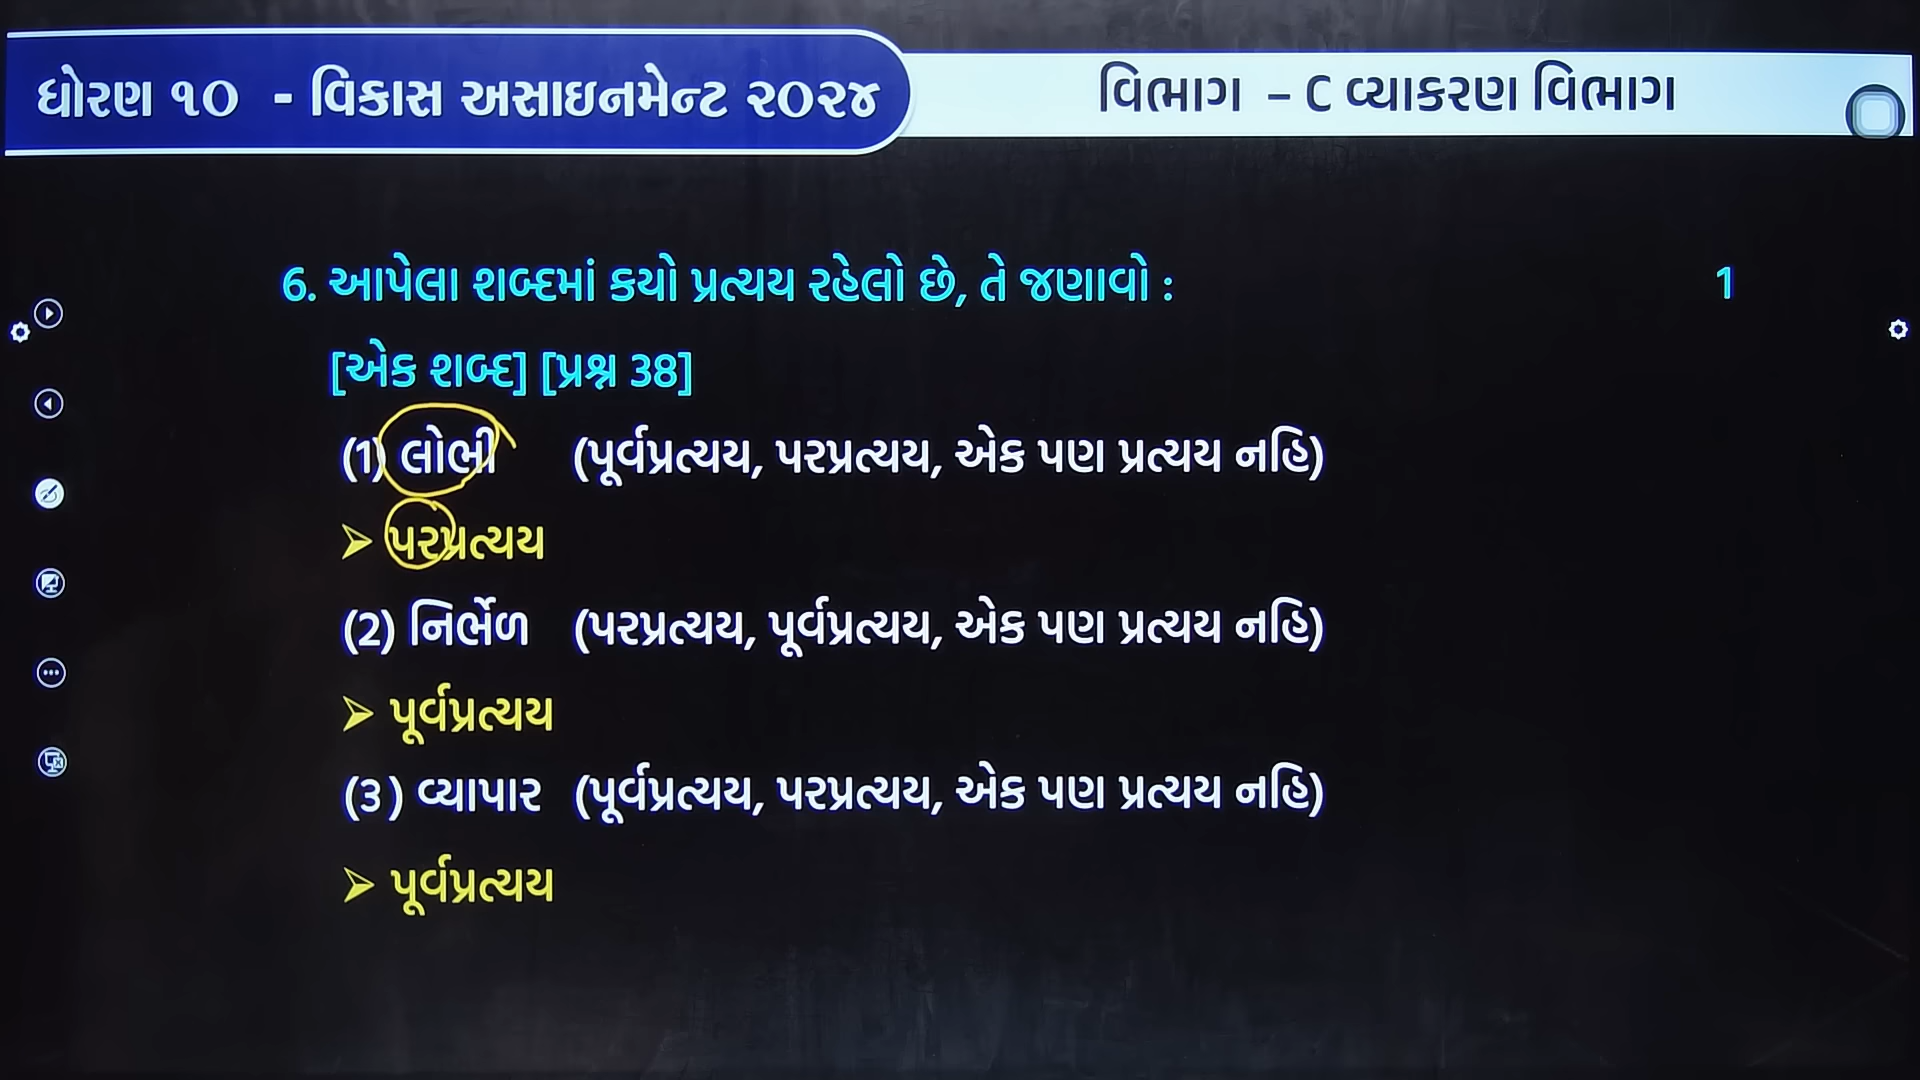 ધોરણ ૧૦ - વિકાસ અસાઇનમેન્ટ ૨૦૨૪
વિભાગ – C વ્યાકરણ વિભાગ
6. આપેલા શબ્દમાં કયો પ્રત્યય રહેલો છે, તે જણાવો : 1
[એક શબ્દ] [પ્રશ્ન 38]
(1) લોભી (પૂર્વપ્રત્યય, પરપ્રત્યય, એક પણ પ્રત્યય નહિ)
➢ પરપ્રત્યય
(2) નિર્ભેળ (પરપ્રત્યય, પૂર્વપ્રત્યય, એક પણ પ્રત્યય નહિ)
➢ પૂર્વપ્રત્યય
(3) વ્યાપાર (પૂર્વપ્રત્યય, પરપ્રત્યય, એક પણ પ્રત્યય નહિ)
➢ પૂર્વપ્રત્યય